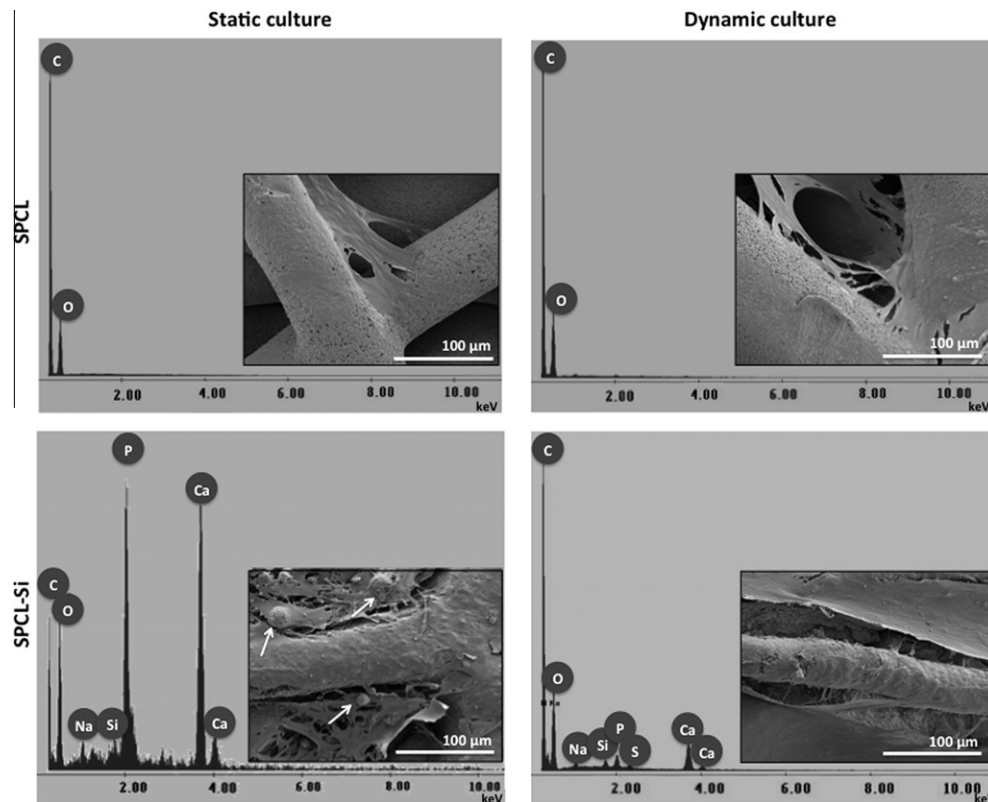 Static culture
Dynamic culture
SPCL
C
O
100 μm
2.00 4.00 6.00 8.00 10.00
keV
C
O
100 μm
2.00 4.00 6.00 8.00 10.00
keV
SPCL-Si
C
O
Na
Si
P
Ca
Ca
100 μm
2.00 4.00 6.00 8.00 10.00
keV
C
O
Na
Si
P
S
Ca
Ca
100 μm
2.00 4.00 6.00 8.00 10.00
keV